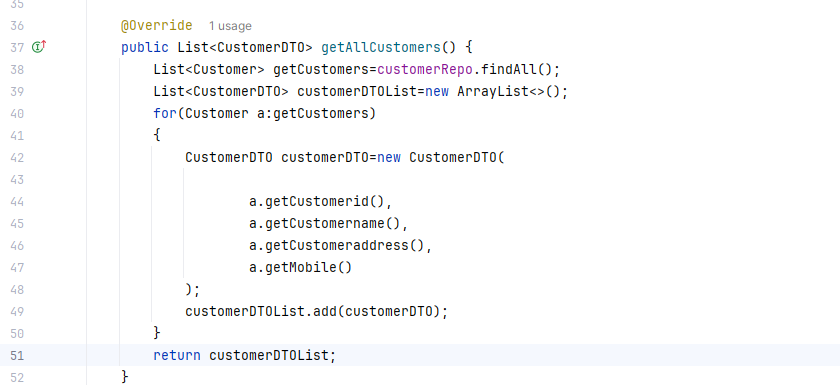 35
36 @Override 1 usage
37 public List<CustomerDTO> getAllCustomers() {
38 List<Customer> getCustomers=customerRepo.findAll();
39 List<CustomerDTO> customerDTOList=new ArrayList<>();
40 for(Customer a:getCustomers)
41 {
42 CustomerDTO customerDTO=new CustomerDTO(
43
44 a.getCustomerid(),
45 a.getCustomername(),
46 a.getCustomeraddress(),
47 a.getMobile()
48 );
49 customerDTOList.add(customerDTO);
50 }
51 return customerDTOList;
52 }